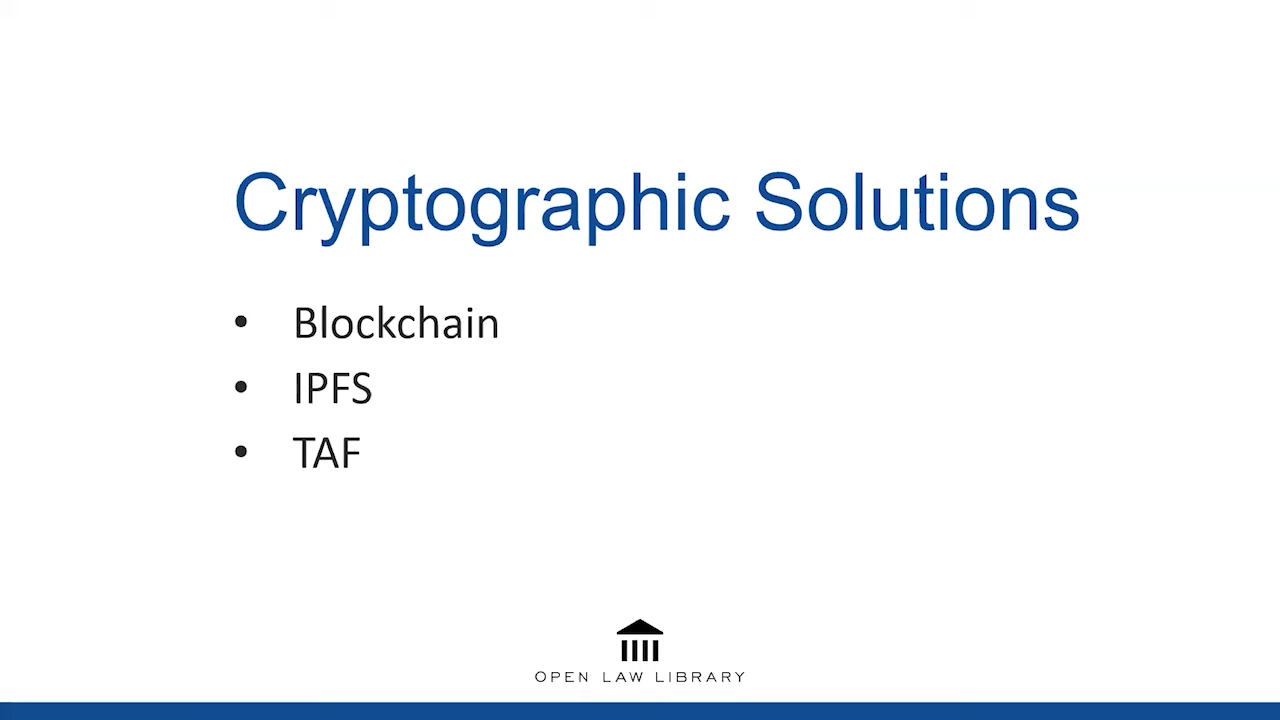 Cryptographic Solutions
• Blockchain
• IPFS
• TAF
OPEN LAW LIBRARY